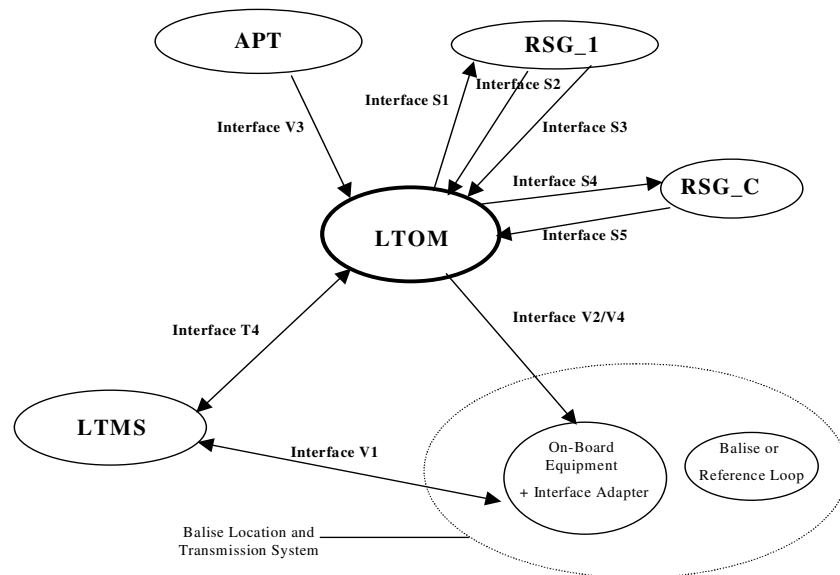 APT
RSG_1
Interface V3
Interface S1
Interface S2
Interface S3
Interface S4
RSG_C
LTOM
Interface S5
Interface V2/V4
Interface T4
LTMS
Interface V1
On-Board
Equipment
+ Interface Adapter
Balise or
Reference Loop
Balise Location and
Transmission System